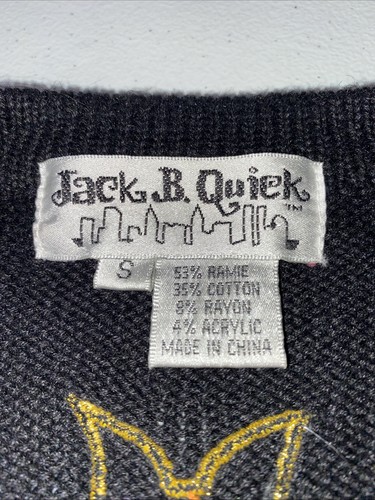 Jack B. Quick
TM
S
53% RAMIE
35% COTTON
8% RAYON
4% ACRYLIC
MADE IN CHINA